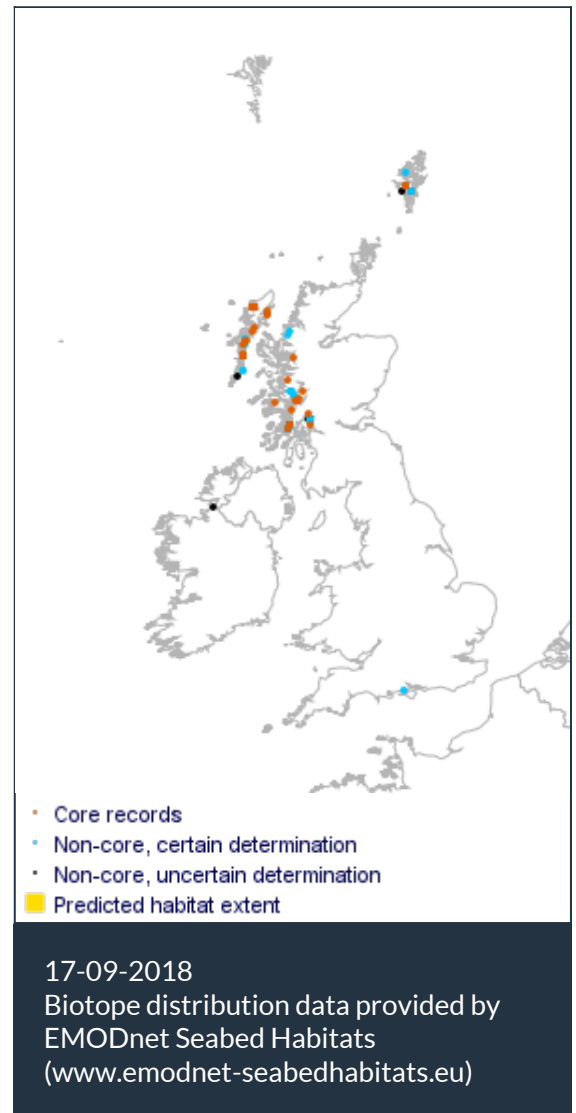 Core records
Non-core, certain determination
Non-core, uncertain determination
Predicted habitat extent
17-09-2018
Biotope distribution data provided by
EMODnet Seabed Habitats
(www.emodnet-seabedhabitats.eu)